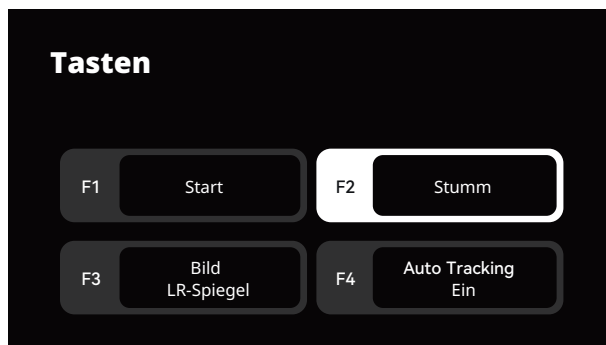 Tasten
F1 Start
F2 Stumm
F3 Bild
LR-Spiegel
F4 Auto Tracking
Ein